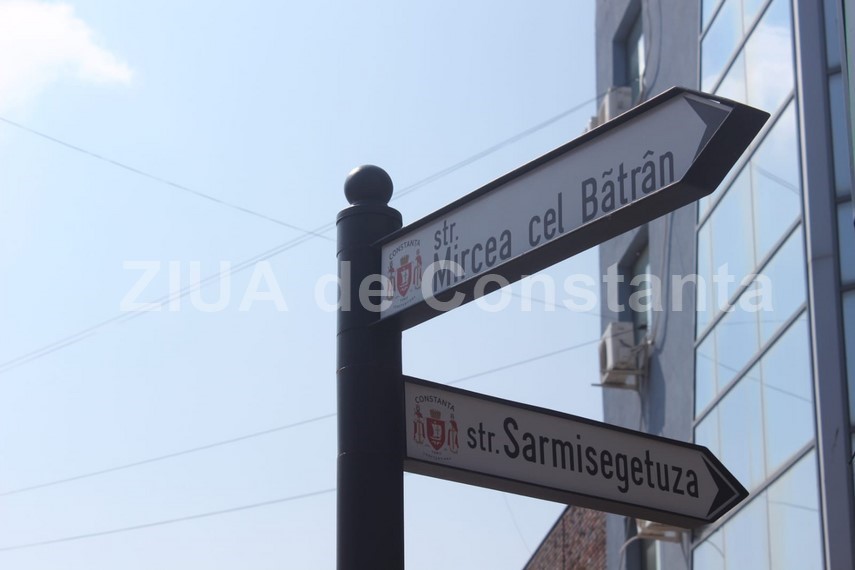 CONSTANTA
str.
Mircea cel Bãtrân
ZIUA de Constanta
CONSTANTA
str. Sarmisegetuza